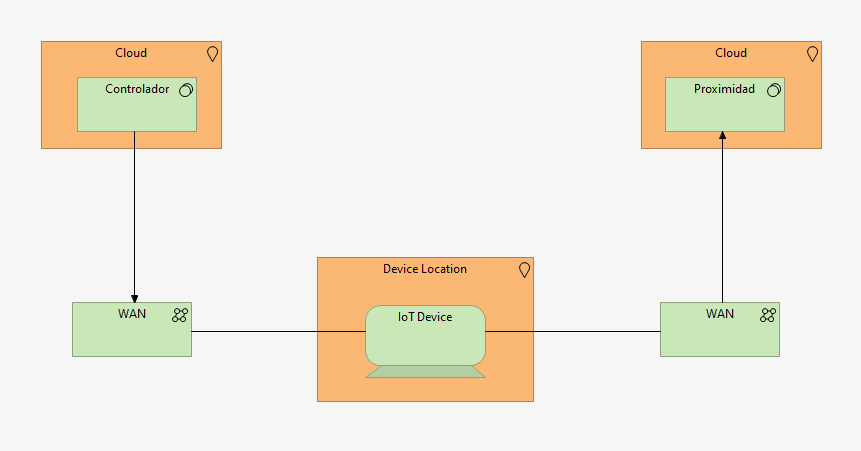 Cloud
Controlador
Cloud
Proximidad
Device Location
IoT Device
WAN
WAN